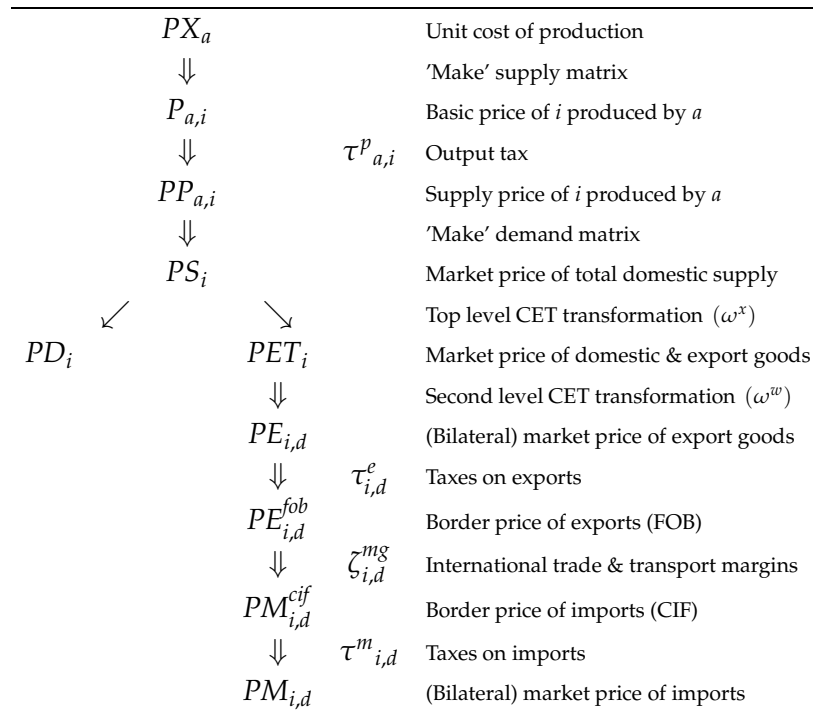 PXₐ Unit cost of production
⇓ 'Make' supply matrix
P_{a,i} Basic price of i produced by a
⇓ τ^p_{a,i} Output tax
PP_{a,i} Supply price of i produced by a
⇓ 'Make' demand matrix
PS_i Market price of total domestic supply
↙ ↘ Top level CET transformation (ω^x)
PD_i PET_i Market price of domestic & export goods
⇓ Second level CET transformation (ω^w)
PE_{i,d} (Bilateral) market price of export goods
⇓ τ^e_{i,d} Taxes on exports
PE^{fob}_{i,d} Border price of exports (FOB)
⇓ ζ^{mg}_{i,d} International trade & transport margins
PM^{cif}_{i,d} Border price of imports (CIF)
⇓ τ^m_{i,d} Taxes on imports
PM_{i,d} (Bilateral) market price of imports